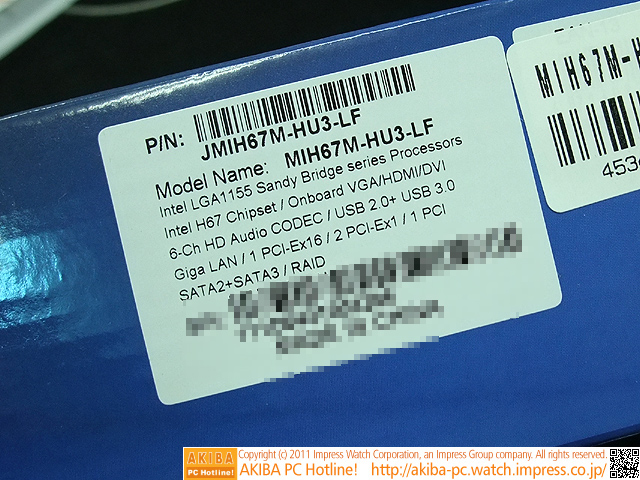 P/N:
JMIH67M-HU3-LF
Model Name: MIH67M-HU3-LF
Intel LGA1155 Sandy Bridge series Processors
Intel H67 Chipset / Onboard VGA/HDMI/DVI
6-Ch HD Audio CODEC / USB 2.0+ USB 3.0
Giga LAN / 1 PCI-Ex16 / 2 PCI-Ex1 / 1 PCI
SATA2+SATA3 / RAID
MIH67M-H
4534
AKIBA
PC Hotline!
Copyright (c) 2011 Impress Watch Corporation, an Impress Group company. All rights reserved.
AKIBA PC Hotline! http://akiba-pc.watch.impress.co.jp/